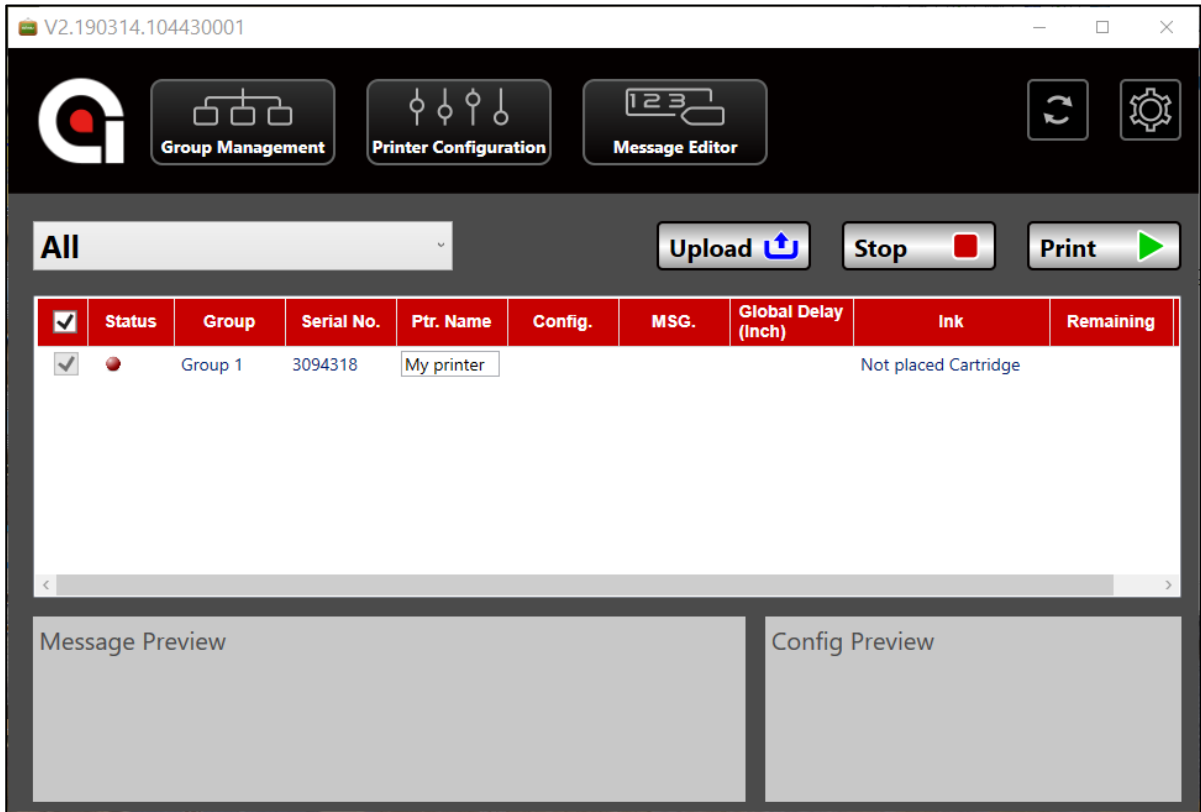 V2.190314.104430001
Group Management
Printer Configuration
123
Message Editor
All
Upload
Stop
Print
Status Group Serial No. Ptr. Name Config. MSG. Global Delay (Inch) Ink Remaining
Group 1 3094318 My printer Not placed Cartridge
Message Preview
Config Preview